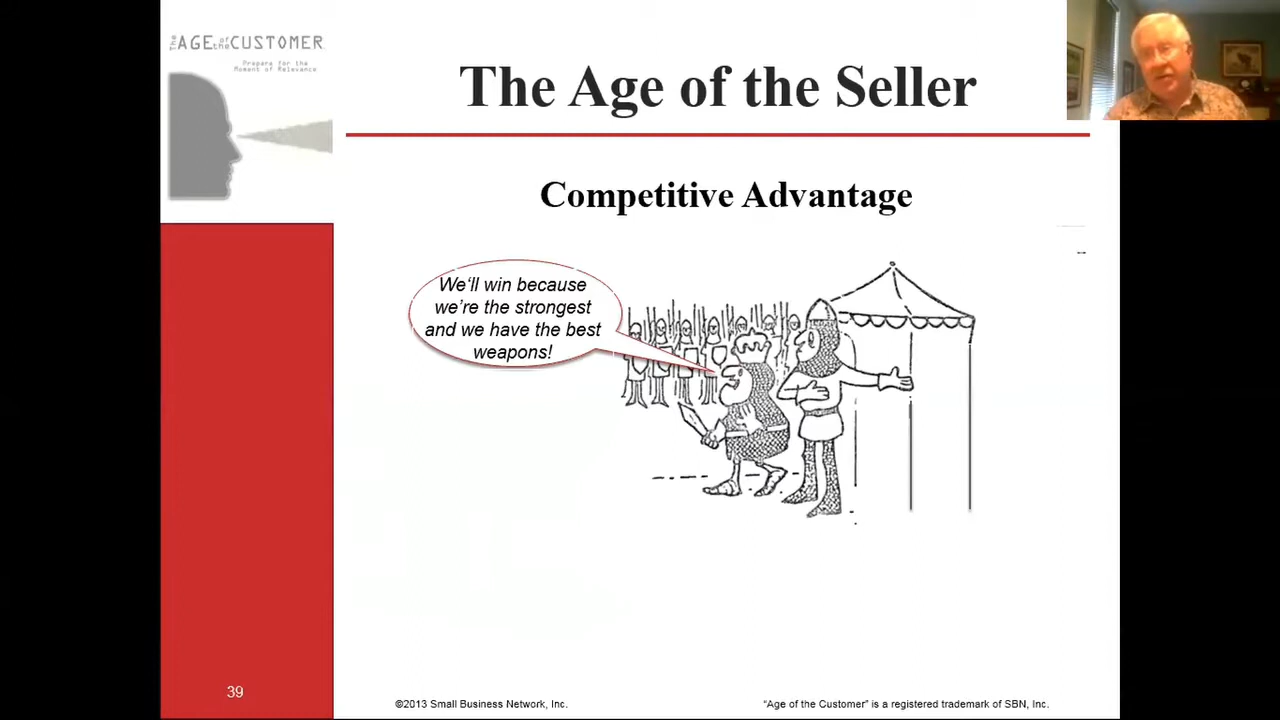 The AGE of the CUSTOMER
Prepare for the
Moment of Relevance
The Age of the Seller
Competitive Advantage
We'll win because
we're the strongest
and we have the best
weapons!
39
©2013 Small Business Network, Inc.
“Age of the Customer” is a registered trademark of SBN, Inc.